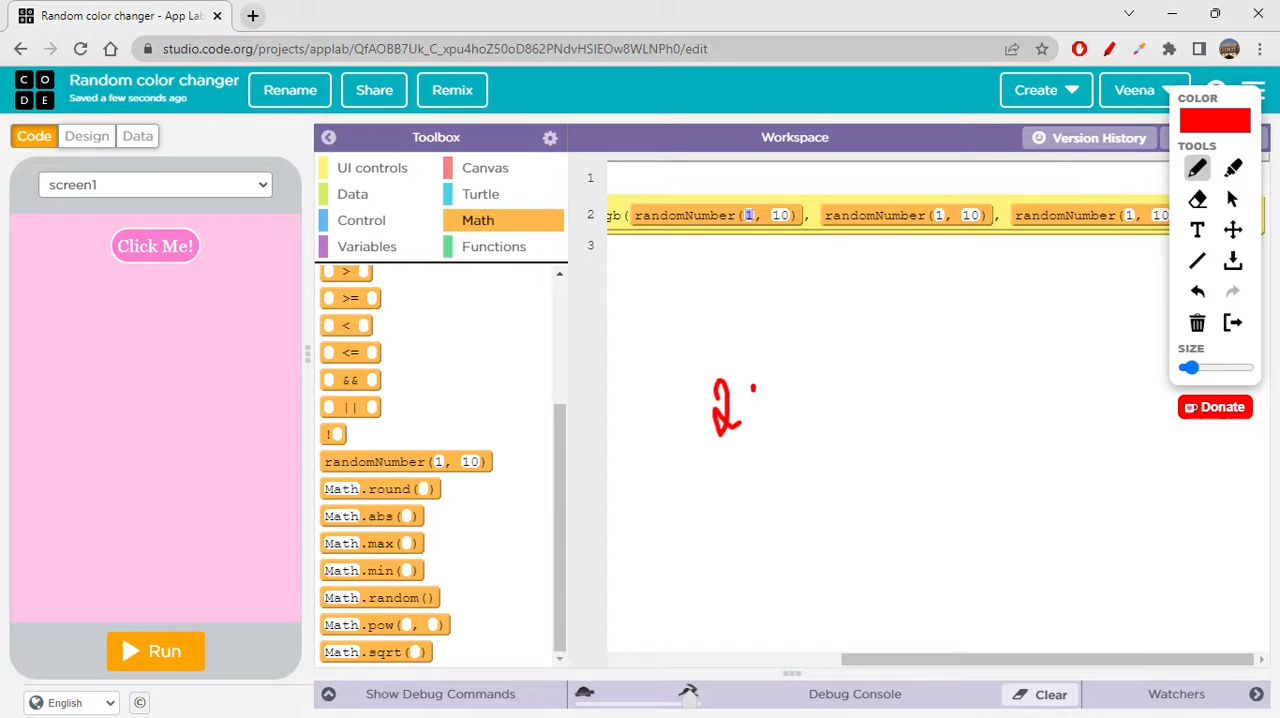 Random color changer - App Lab
studio.code.org/projects/applab/QfAOBB7Uk_C_xpu4hoZ50oD862PNdvHSIEOw8WLNPh0/edit
C O D E
Random color changer
Saved a few seconds ago
Rename
Share
Remix
Create
Veena
COLOR
TOOLS
T
SIZE
Donate
Code
Design
Data
screen1
Click Me!
Run
English
©
Toolbox
UI controls
Canvas
Data
Turtle
Control
Math
Variables
Functions
>
>=
<
<=
&&
||
!
randomNumber(1, 10)
Math.round( )
Math.abs( )
Math.max( )
Math.min( )
Math.random()
Math.pow( , )
Math.sqrt( )
Workspace
Version History
1
2 gb(randomNumber(1, 10), randomNumber(1, 10), randomNumber(1, 10
3
2
Show Debug Commands
Debug Console
Clear
Watchers